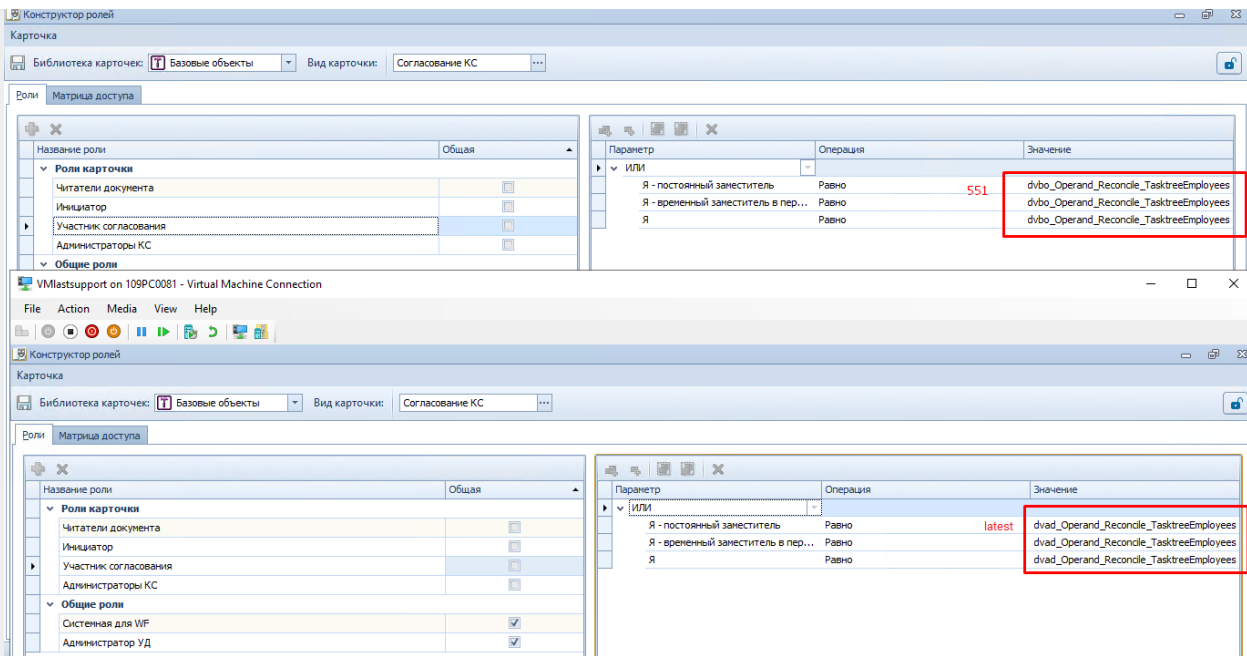 Конструктор ролей
Карточка
Библиотека карточек: Базовые объекты Вид карточки: Согласование КС ...
Роли Матрица доступа
Название роли Общая Параметр Операция Значение
Роли карточки ИЛИ
Читатели документа Я - постоянный заместитель Равно 551 dvbo_Operand_Reconcile_TasktreeEmployees
Инициатор Я - временный заместитель в пер... Равно dvbo_Operand_Reconcile_TasktreeEmployees
Участник согласования Я Равно dvbo_Operand_Reconcile_TasktreeEmployees
Администраторы КС
Общие роли
VMlastsupport on 109PC0081 - Virtual Machine Connection
File Action Media View Help
Конструктор ролей
Карточка
Библиотека карточек: Базовые объекты Вид карточки: Согласование КС ...
Роли Матрица доступа
Название роли Общая Параметр Операция Значение
Роли карточки ИЛИ
Читатели документа Я - постоянный заместитель Равно latest dvad_Operand_Reconcile_TasktreeEmployees
Инициатор Я - временный заместитель в пер... Равно dvad_Operand_Reconcile_TasktreeEmployees
Участник согласования Я Равно dvad_Operand_Reconcile_TasktreeEmployees
Администраторы КС
Общие роли
Системная для WF
Администратор УД